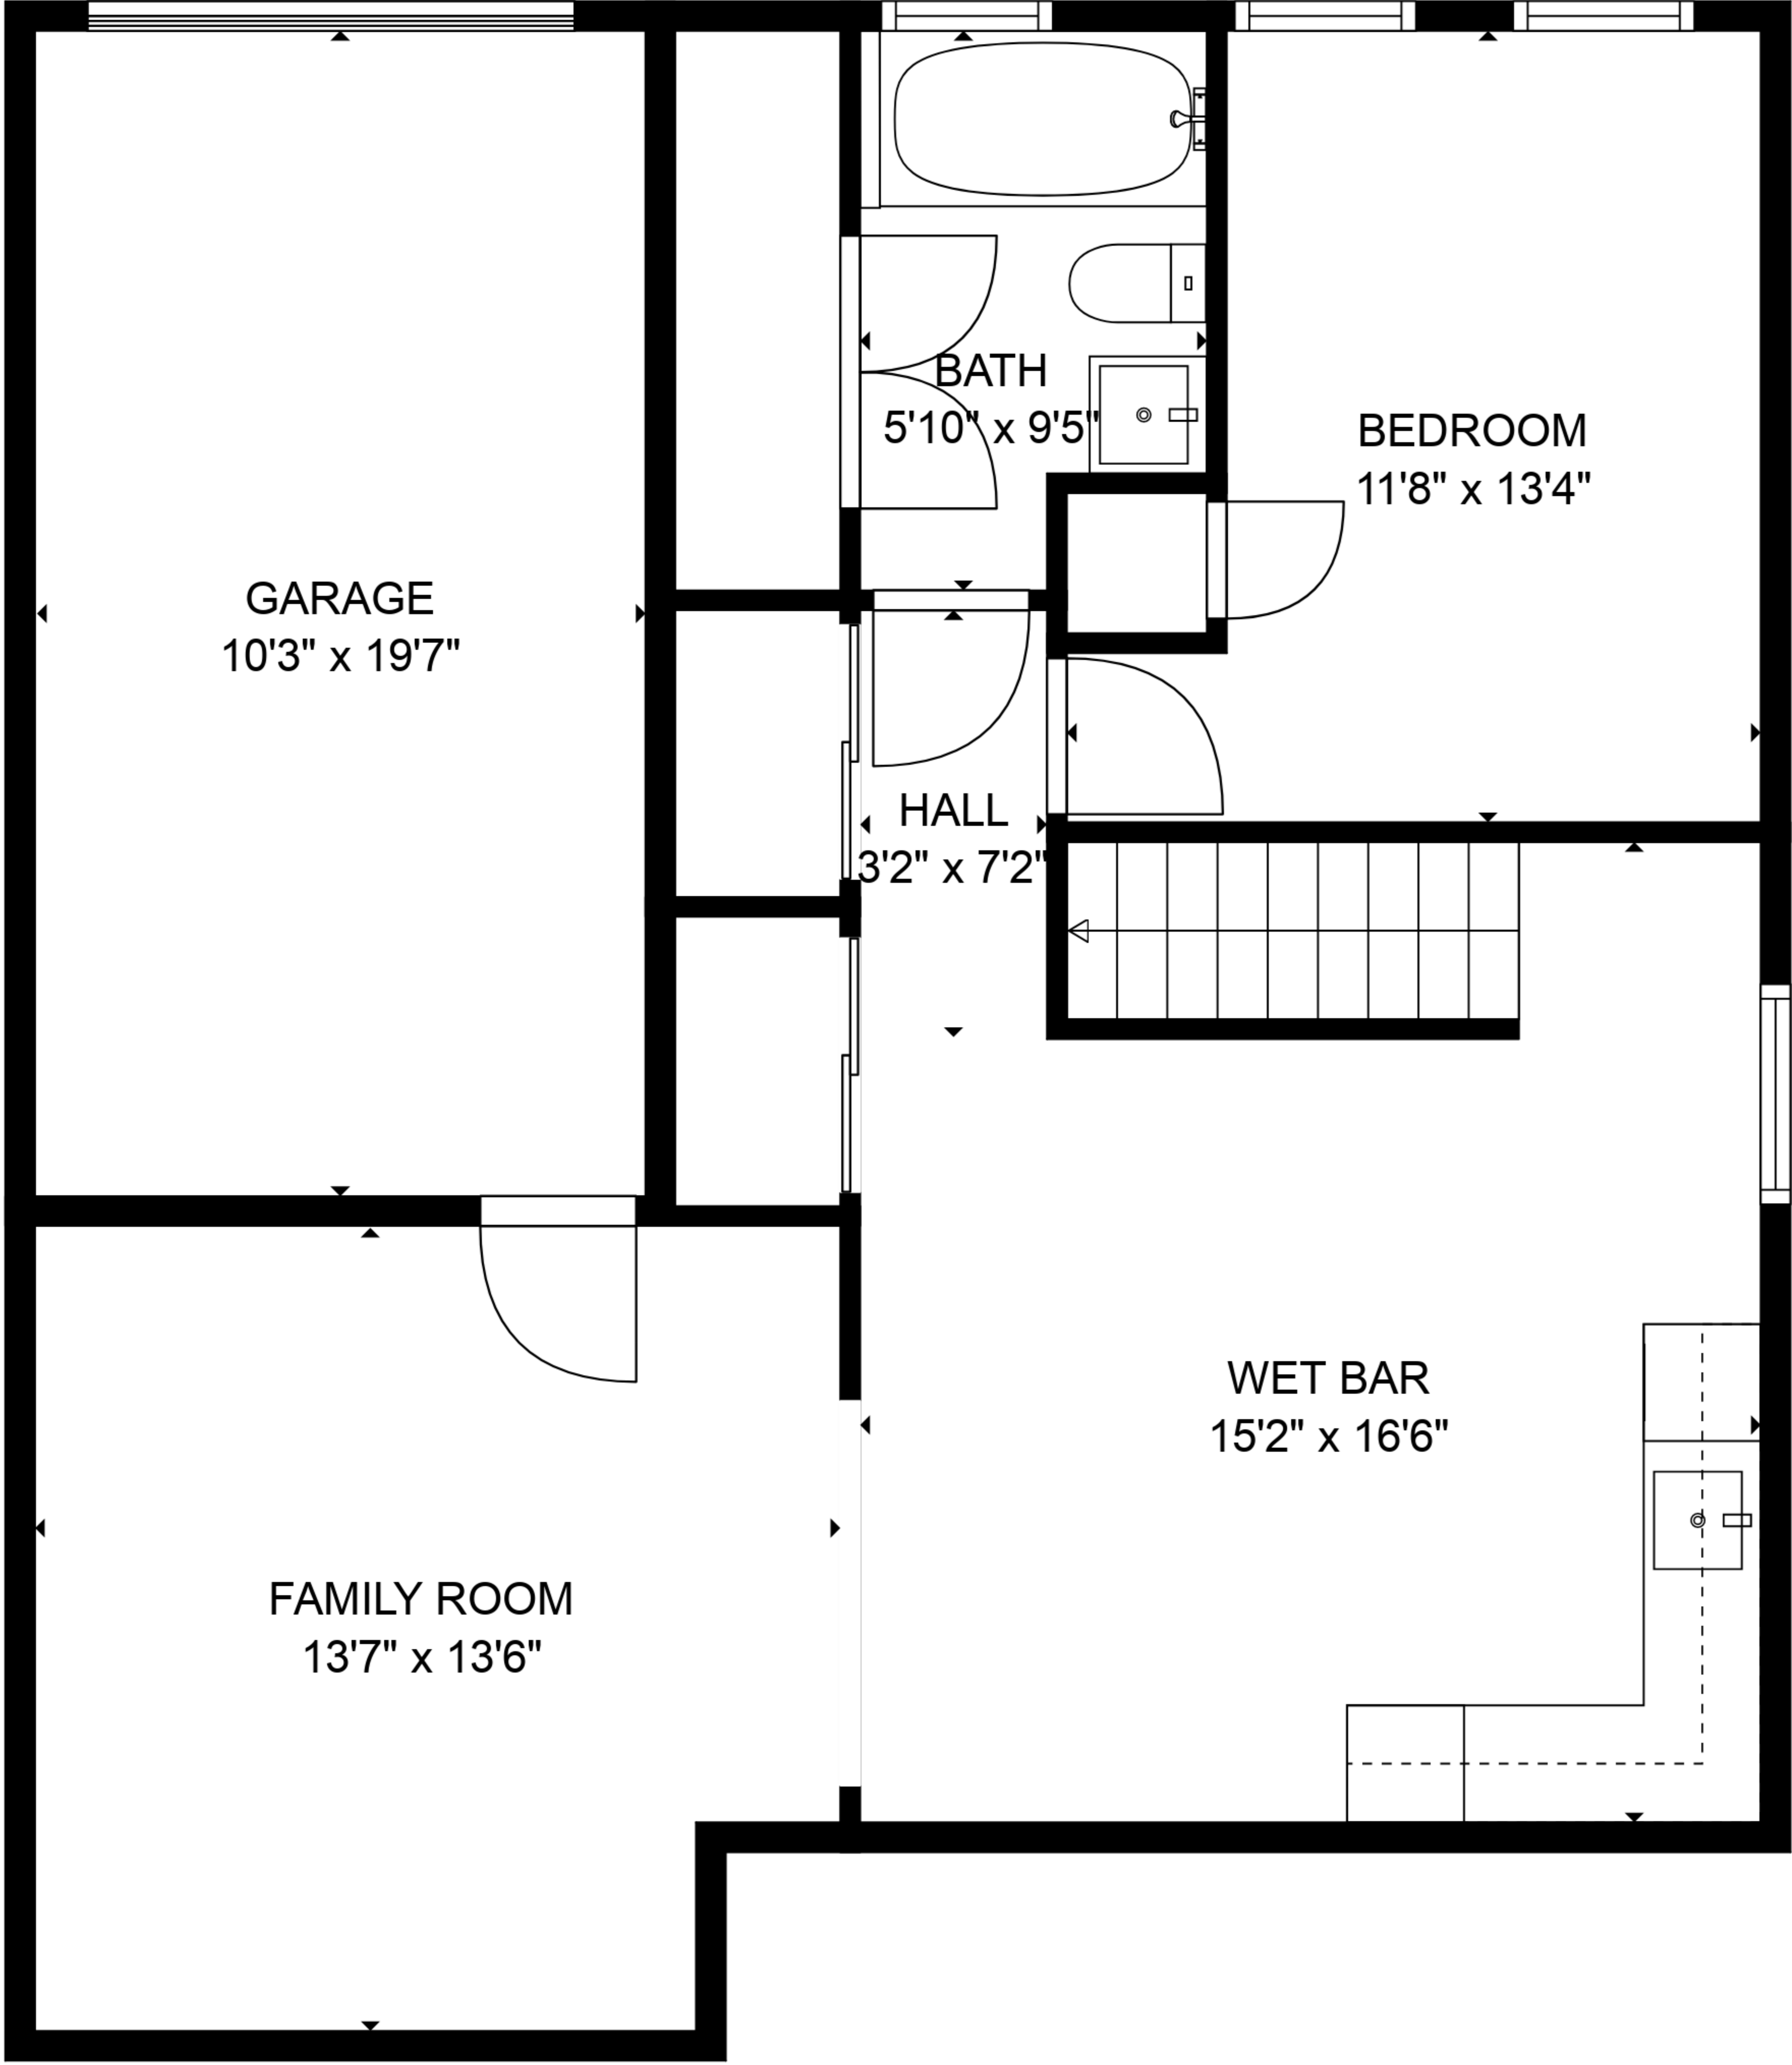 BATH
5'10" x 9'5"
BEDROOM
11'8" x 13'4"
GARAGE
10'3" x 19'7"
HALL
3'2" x 7'2"
WET BAR
15'2" x 16'6"
FAMILY ROOM
13'7" x 13'6"